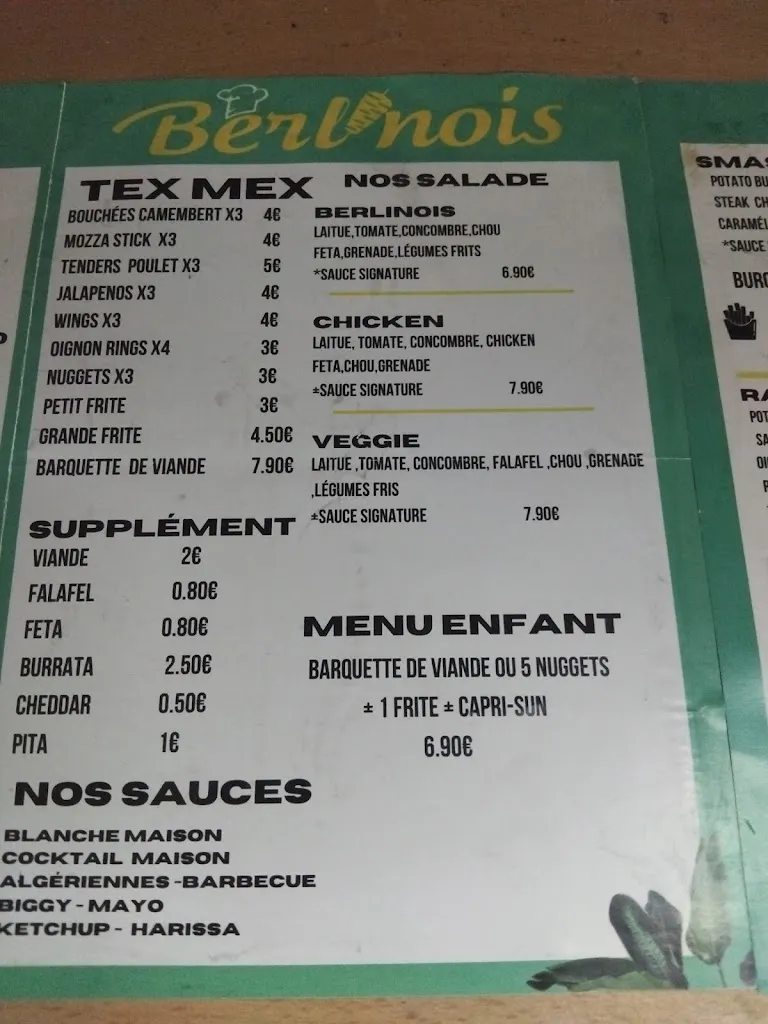 Berlinois
TEX MEX
BOUCHÉES CAMEMBERT X3 4€
MOZZA STICK X3 4€
TENDERS POULET X3 5€
JALAPENOS X3 4€
WINGS X3 4€
OIGNON RINGS X4 3€
NUGGETS X3 3€
PETIT FRITE 3€
GRANDE FRITE 4.50€
BARQUETTE DE VIANDE 7.90€
SUPPLÉMENT
VIANDE 2€
FALAFEL 0.80€
FETA 0.80€
BURRATA 2.50€
CHEDDAR 0.50€
PITA 1€
NOS SAUCES
BLANCHE MAISON
COCKTAIL MAISON
ALGÉRIENNES -BARBECUE
BIGGY - MAYO
KETCHUP - HARISSA
NOS SALADE
BERLINOIS
LAITUE,TOMATE,CONCOMBRE,CHOU
FETA,GRENADE,LÉGUMES FRITS
*SAUCE SIGNATURE 6.90€
CHICKEN
LAITUE, TOMATE, CONCOMBRE, CHICKEN
FETA,CHOU,GRENADE
±SAUCE SIGNATURE 7.90€
VEGGIE
LAITUE ,TOMATE, CONCOMBRE, FALAFEL ,CHOU ,GRENADE
,LÉGUMES FRIS
±SAUCE SIGNATURE 7.90€
MENU ENFANT
BARQUETTE DE VIANDE OU 5 NUGGETS
± 1 FRITE ± CAPRI-SUN
6.90€
POTATO
STEAK
*SAUCE